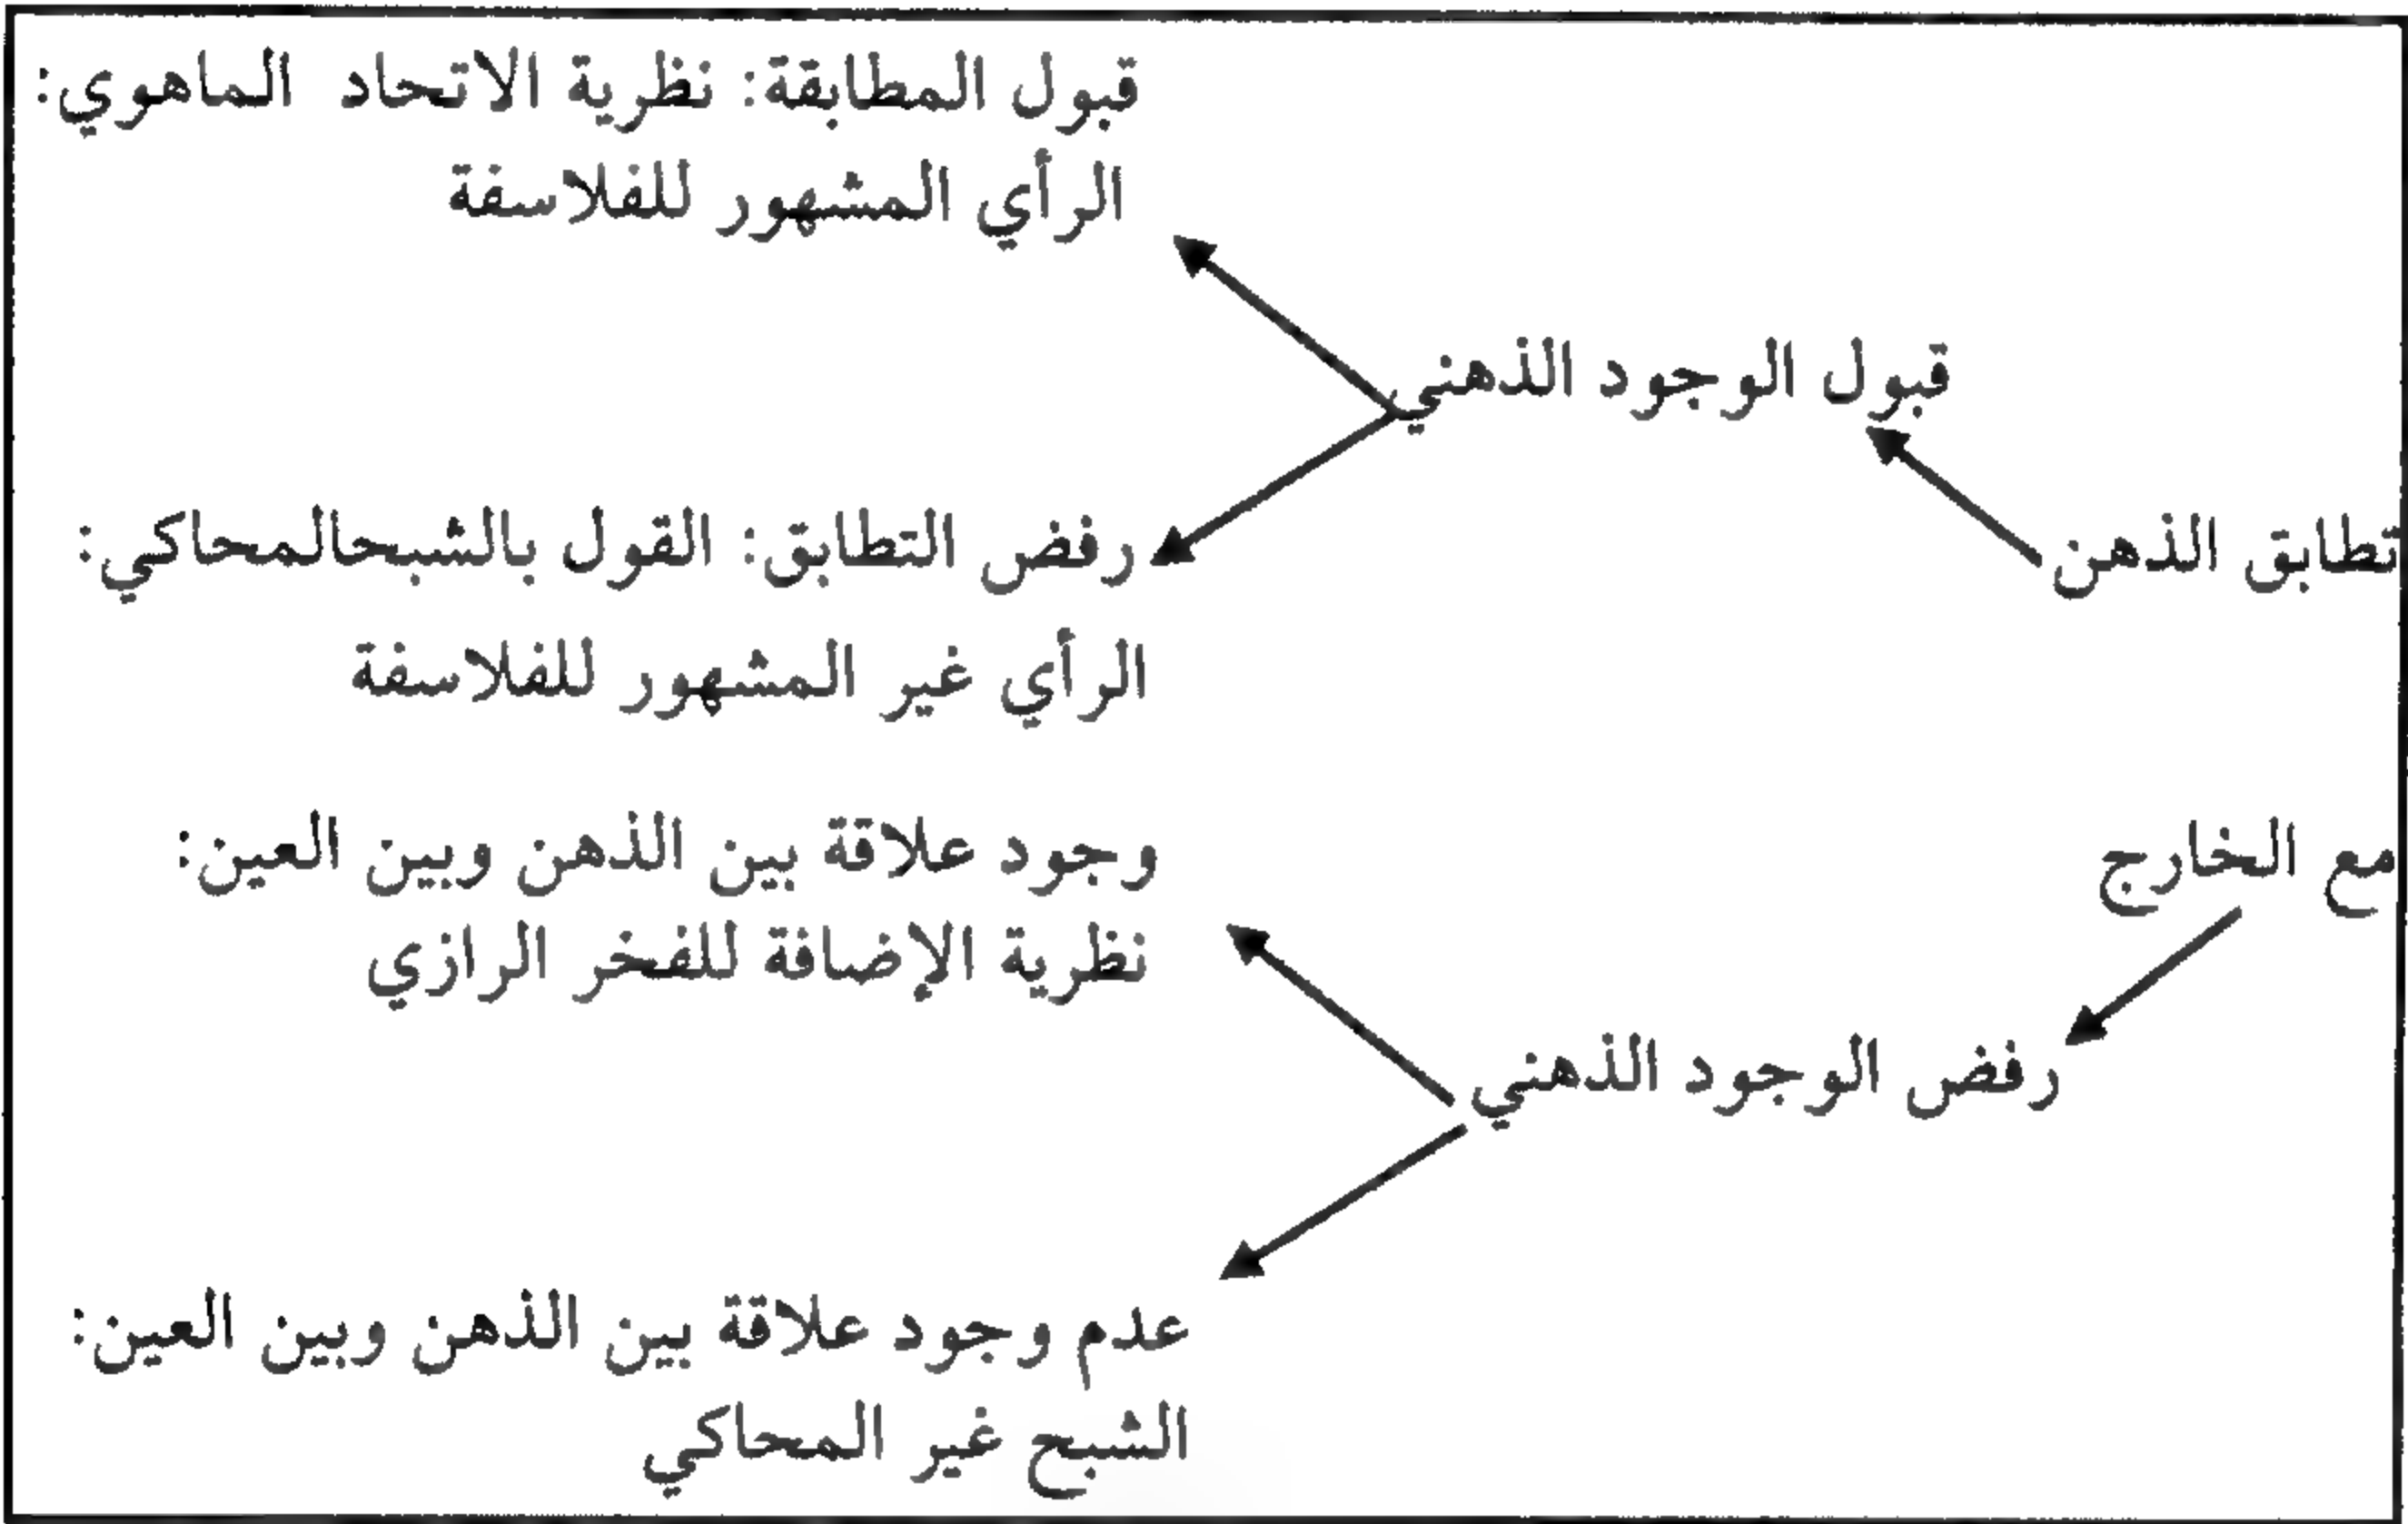 قبول المطابقة: نظرية الاتحاد الماهوي:
الرأي المشهور للفلاسفة
قبول الوجود الذهني
تطابق الذهن
رفض التطابق: القول بالشبحالمحاكي:
الرأي غير المشهور للفلاسفة
مع الخارج
وجود علاقة بين الذهن وبين العين:
نظرية الإضافة للفخر الرازي
رفض الوجود الذهني
عدم وجود علاقة بين الذهن وبين العين:
الشبح غير المحاكي